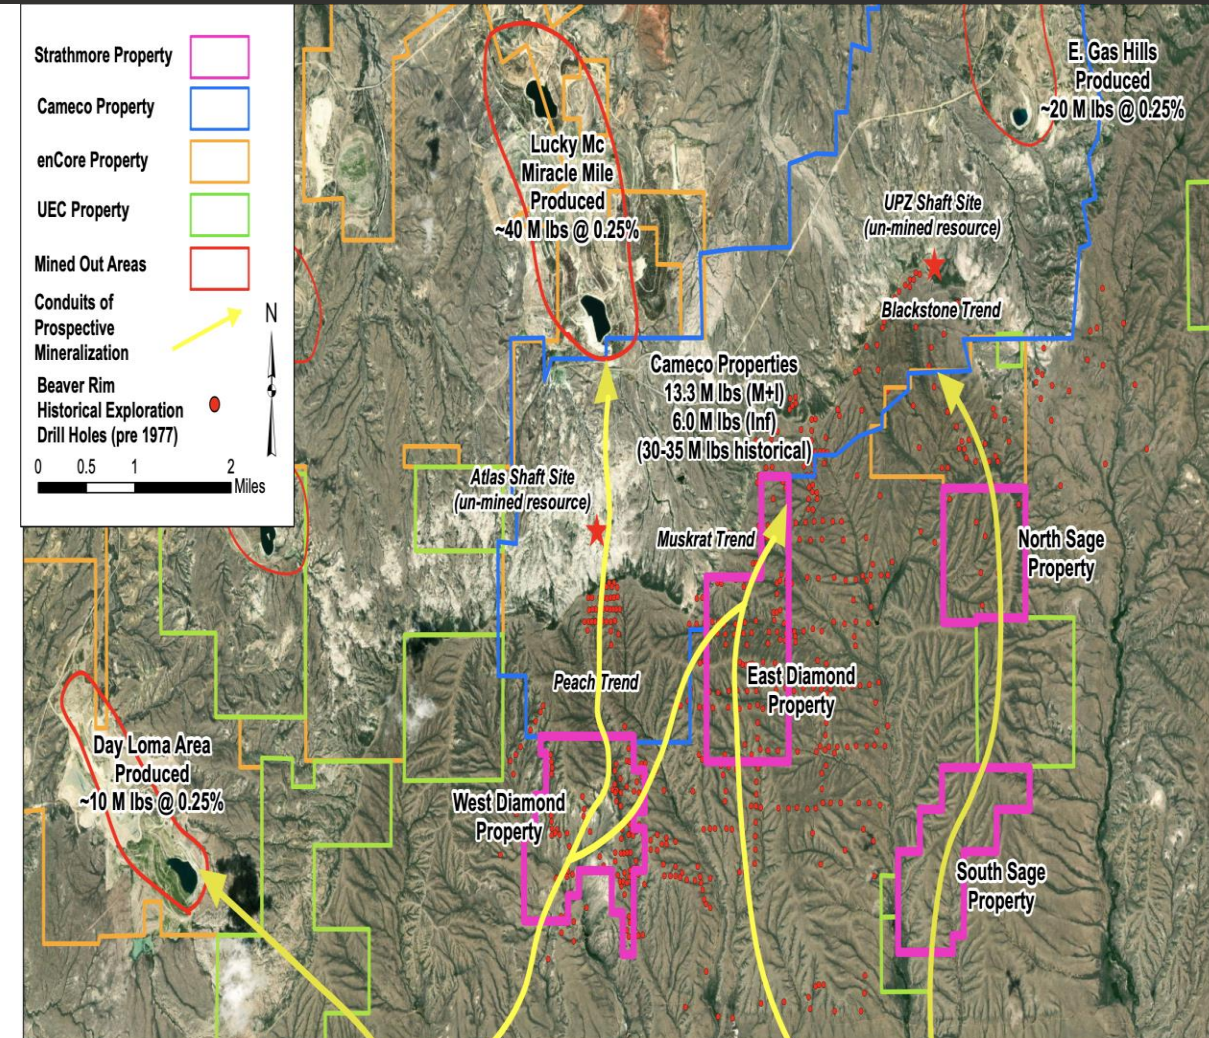 Strathmore Property
Cameco Property
enCore Property
UEC Property
Mined Out Areas
Conduits of
Prospective
Mineralization
N
Beaver Rim
Historical Exploration
Drill Holes (pre 1977)
0 0.5 1 2
Miles
E. Gas Hills
Produced
~20 M lbs @ 0.25%
Lucky Mc
Miracle Mile
Produced
~40 M lbs @ 0.25%
UPZ Shaft Site
(un-mined resource)
Blackstone Trend
Cameco Properties
13.3 M lbs (M+I)
6.0 M lbs (Inf)
(30-35 M lbs historical)
Atlas Shaft Site
(un-mined resource)
Muskrat Trend
North Sage
Property
Peach Trend
East Diamond
Property
Day Loma Area
Produced
~10 M lbs @ 0.25%
West Diamond
Property
South Sage
Property